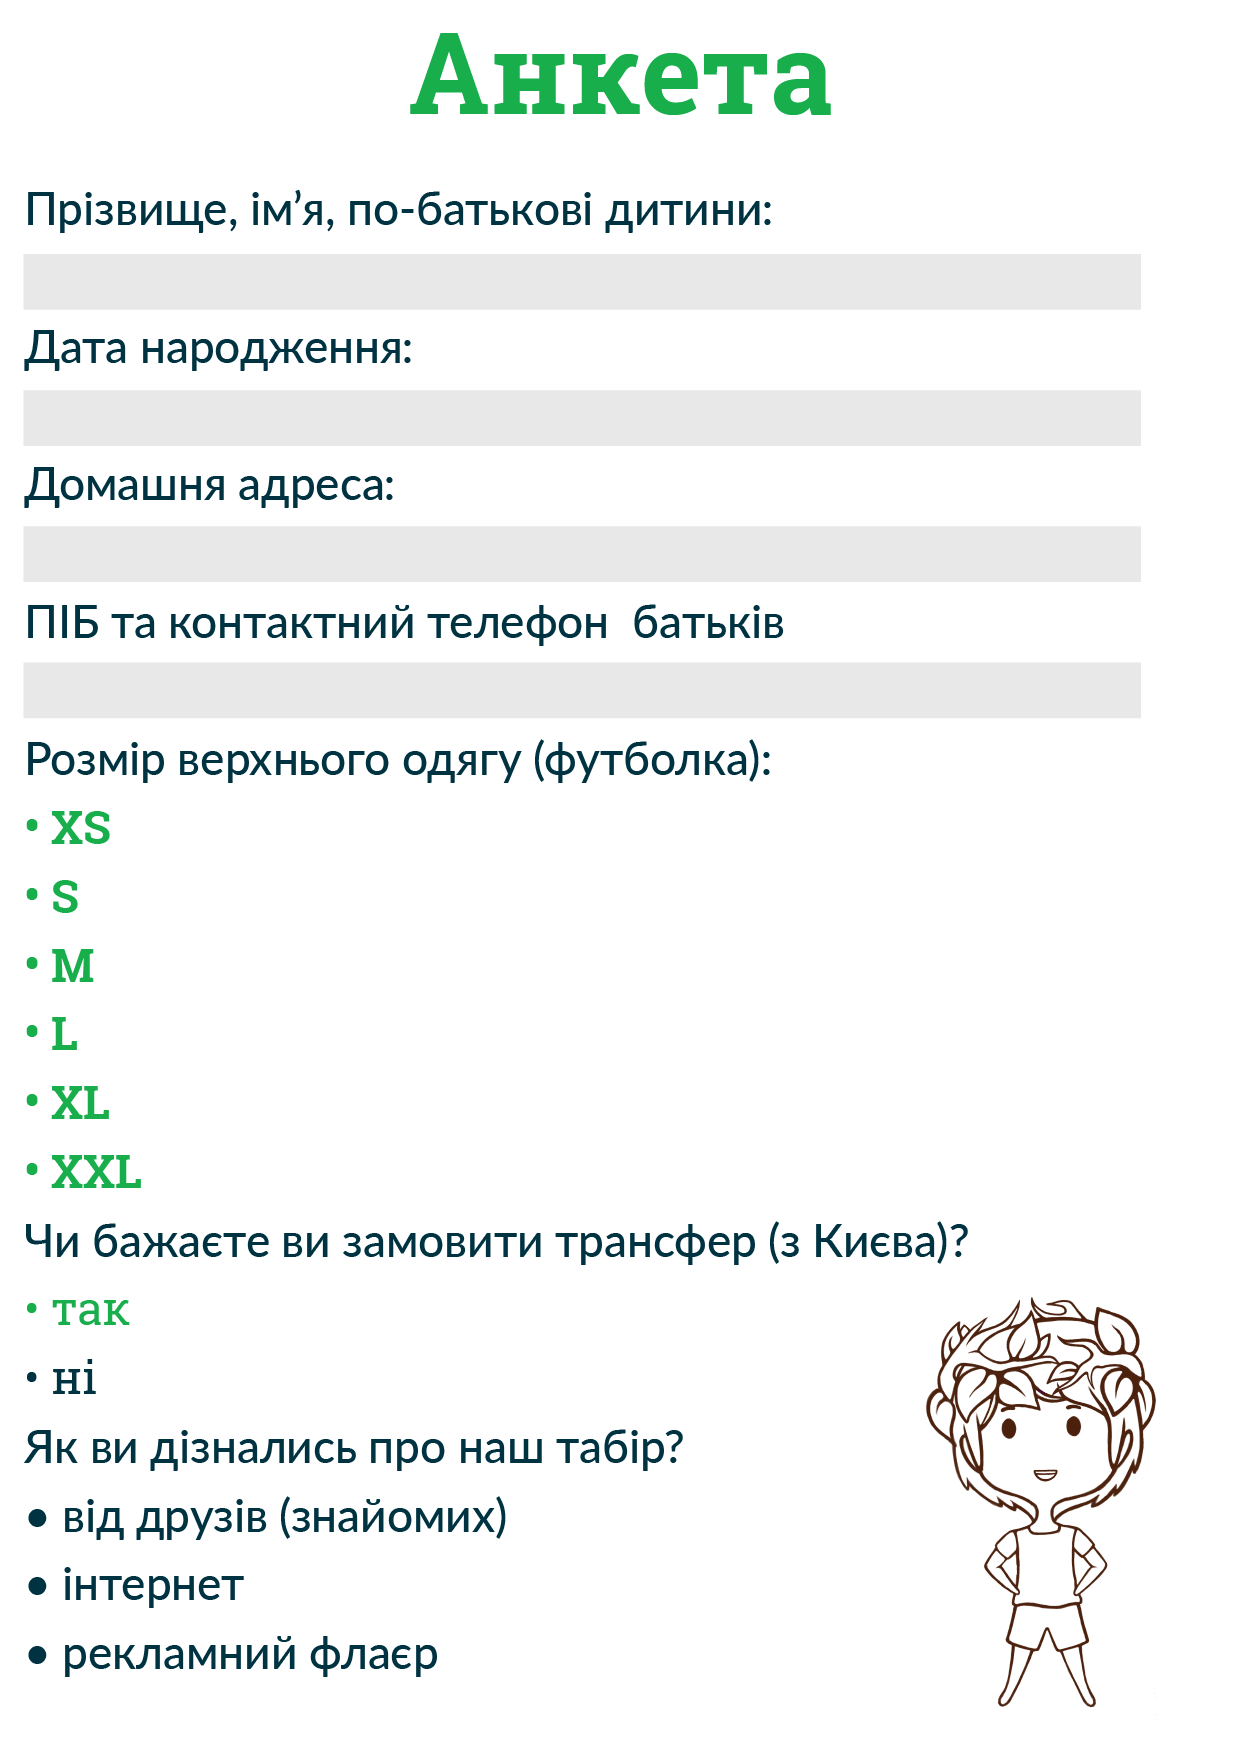 Анкета
Прізвище, ім’я, по-батькові дитини:
Дата народження:
Домашня адреса:
ПІБ та контактний телефон  батьків
Розмір верхнього одягу (футболка):
• XS
• S
• M
• L
• XL
• XXL
Чи бажаєте ви замовити трансфер (з Києва)?
• так
• ні
Як ви дізнались про наш табір?
• від друзів (знайомих)
• інтернет
• рекламний флаєр